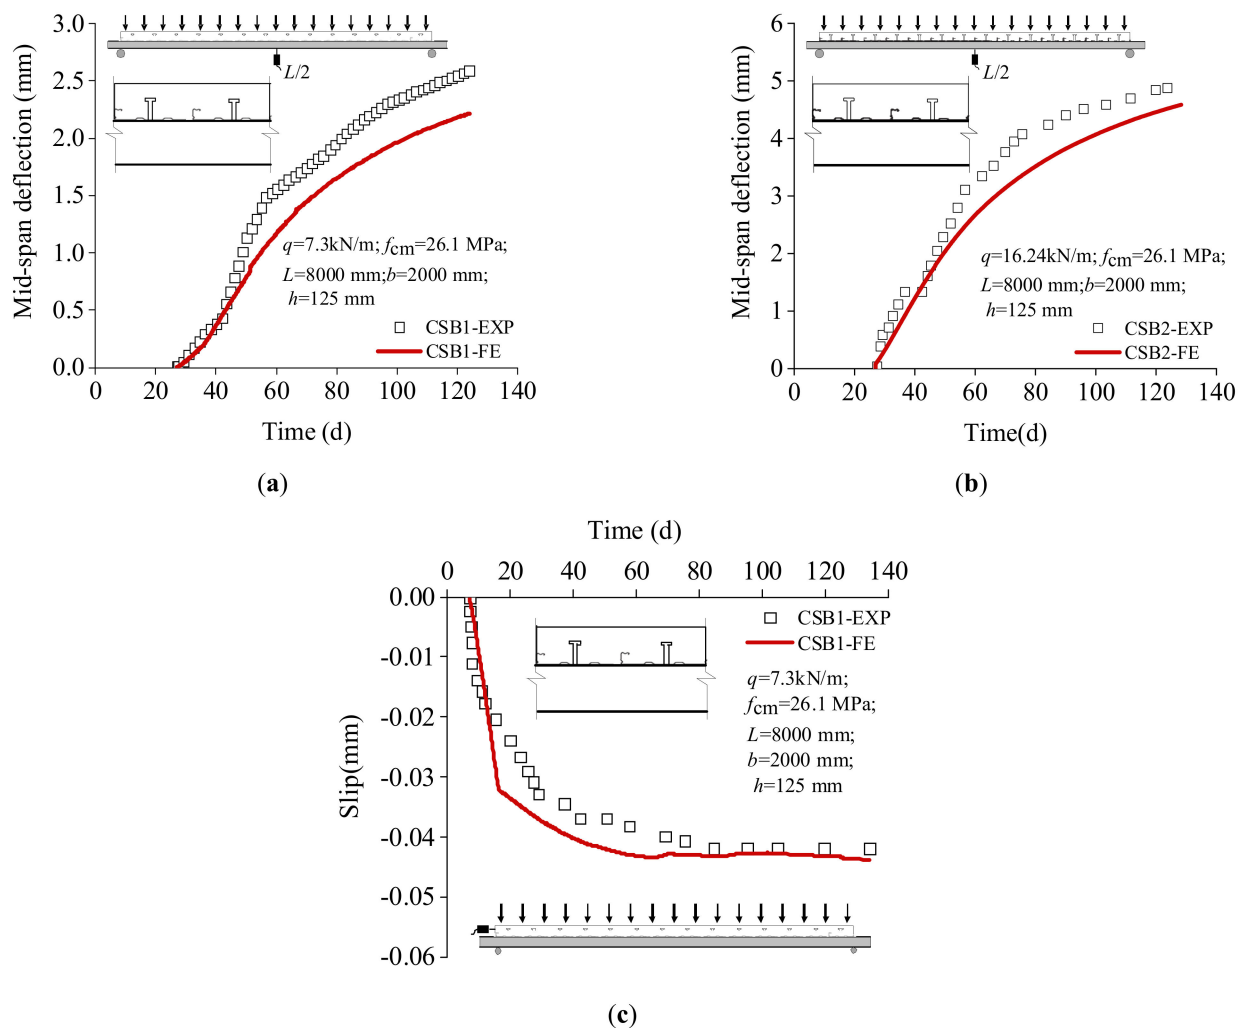 3.0
2.5
2.0
1.5
1.0
0.5
0.0
Mid-span deflection (mm)
L/2
q=7.3kN/m; fcm=26.1 MPa;
L=8000 mm;b=2000 mm;
h=125 mm
CSB1-EXP
CSB1-FE
0 20 40 60 80 100 120 140
Time (d)
(a)
6
5
4
3
2
1
0
Mid-span deflection (mm)
L/2
q=16.24kN/m; fcm=26.1 MPa;
L=8000 mm;b=2000 mm;
h=125 mm
CSB2-EXP
CSB2-FE
0 20 40 60 80 100 120 140
Time(d)
(b)
Time (d)
0 20 40 60 80 100 120 140
0.00
-0.01
-0.02
-0.03
-0.04
-0.05
-0.06
Slip(mm)
CSB1-EXP
CSB1-FE
q=7.3kN/m;
fcm=26.1 MPa;
L=8000 mm;
b=2000 mm;
h=125 mm
(c)